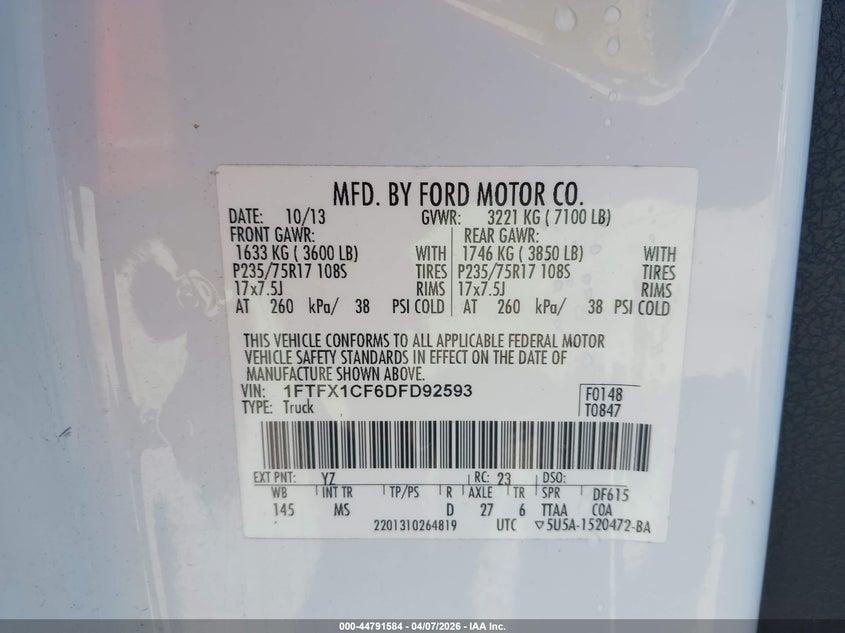 MFD. BY FORD MOTOR CO.
DATE: 10/13 GVWR: 3221 KG ( 7100 LB)
FRONT GAWR: REAR GAWR:
1633 KG ( 3600 LB) WITH 1746 KG ( 3850 LB) WITH
P235/75R17 108S TIRES P235/75R17 108S TIRES
17x7.5J RIMS 17x7.5J RIMS
AT 260 kPa/ 38 PSI COLD AT 260 kPa/ 38 PSI COLD
THIS VEHICLE CONFORMS TO ALL APPLICABLE FEDERAL MOTOR
VEHICLE SAFETY STANDARDS IN EFFECT ON THE DATE OF
MANUFACTURE SHOWN ABOVE.
VIN: 1FTFX1CF6DFD92593 F0148
TYPE: Truck T0847
EXT PNT: YZ RC: 23 DSO:
WB INT TR TP/PS R AXLE TR SPR DF615
145 MS D 27 6 TTAA COA
2201310264819 UTC ▽5U5A-1520472-BA
000-44791584 | 04/07/2026 - IAA Inc.